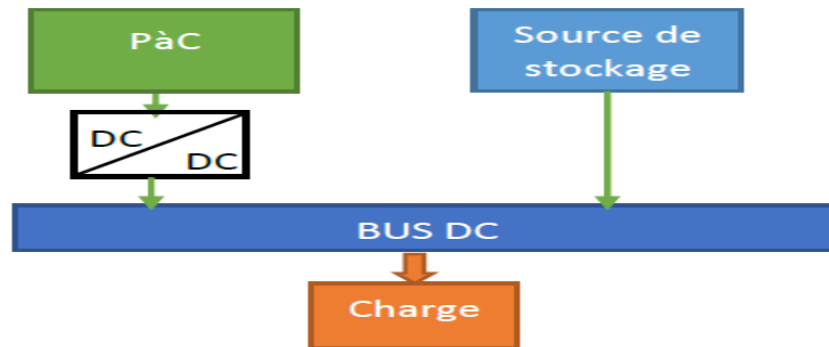 PàC
Source de
stockage
DC
DC
BUS DC
Charge